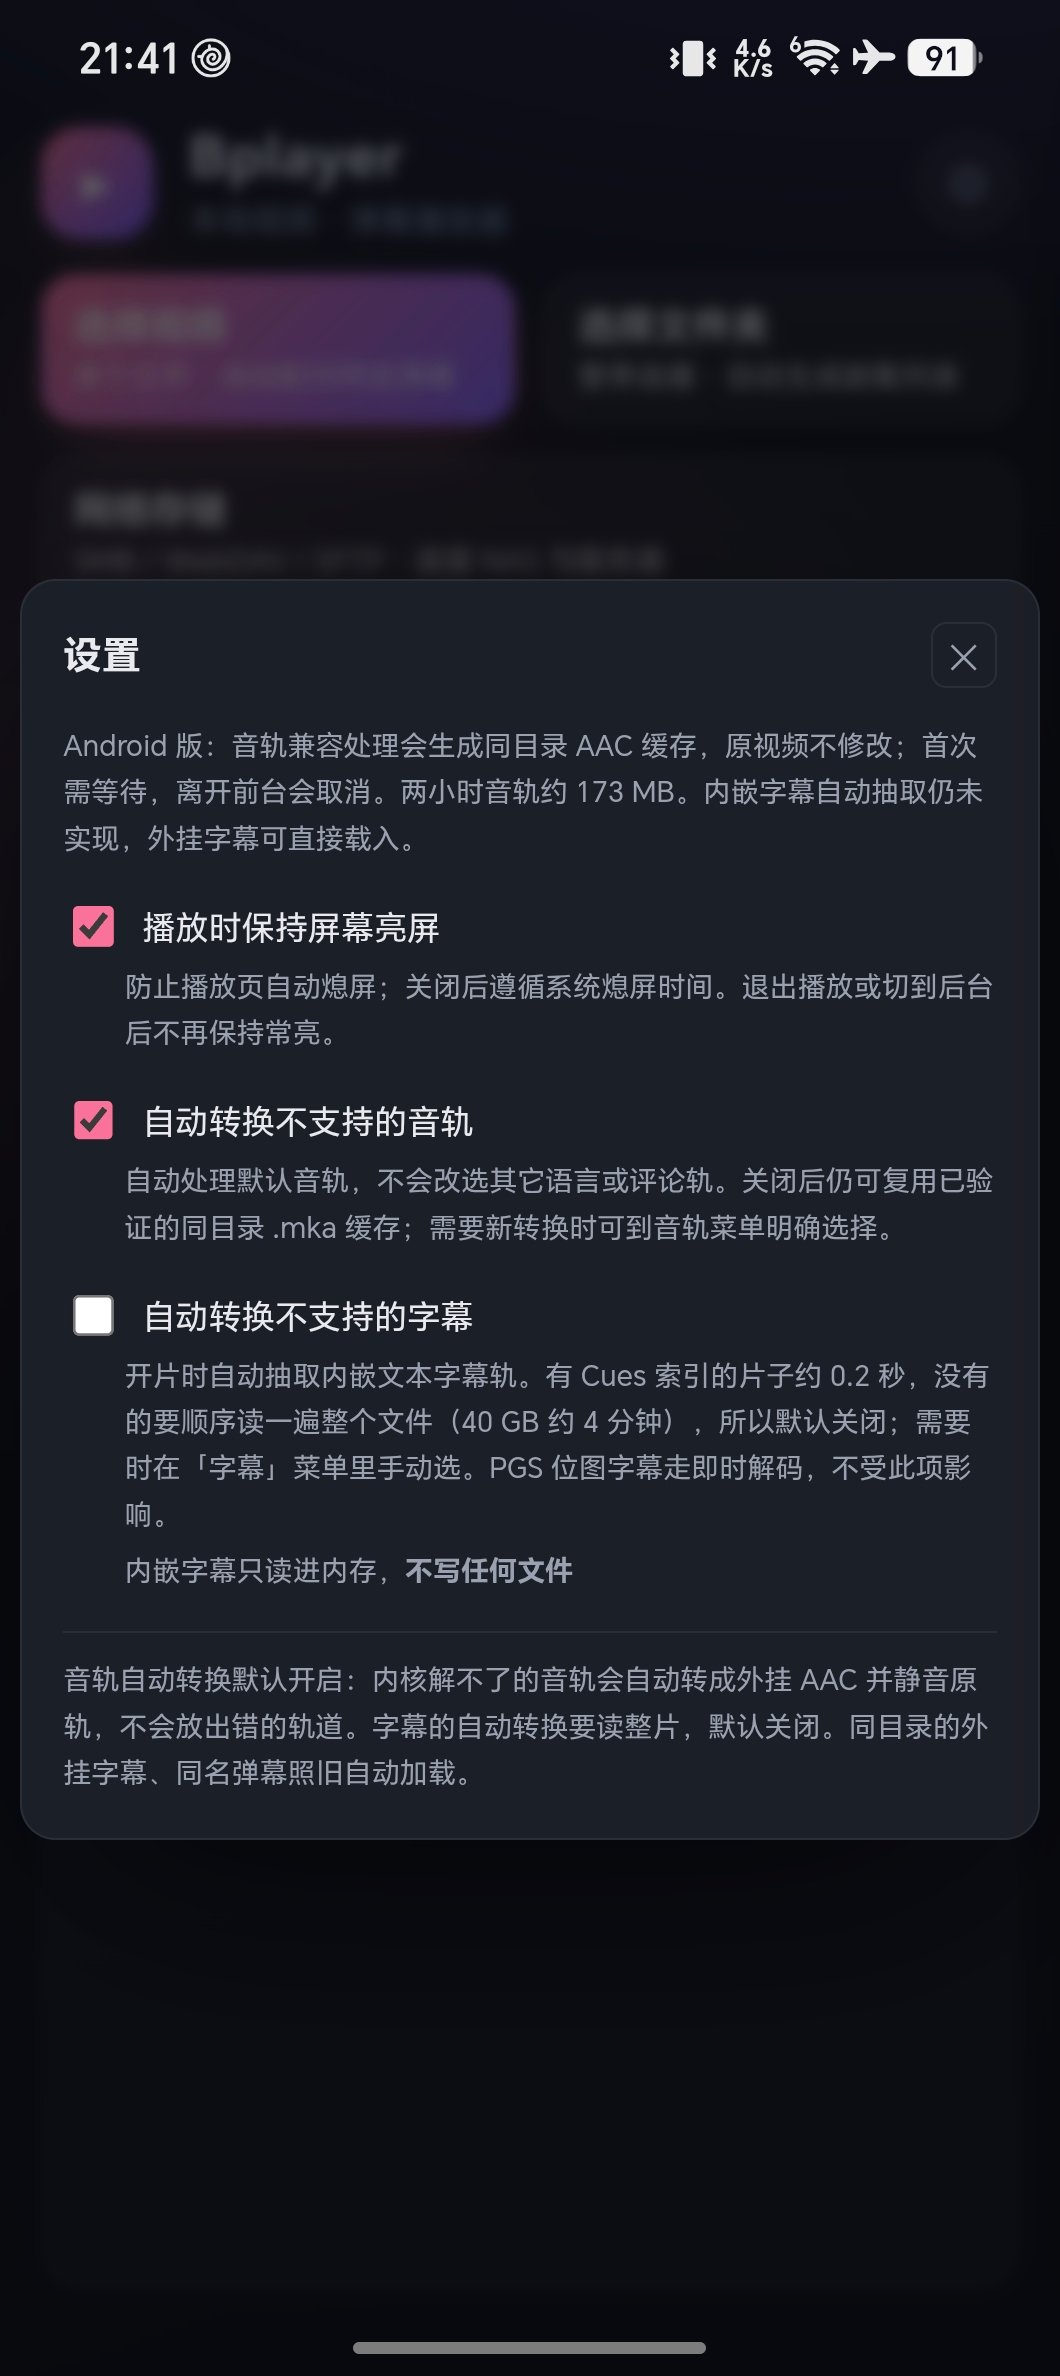 21:41
4.6
K/s
6
91
Bplayer
选择文件夹
网络存储
设置
Android 版：音轨兼容处理会生成同目录 AAC 缓存，原视频不修改；首次
需等待，离开前台会取消。两小时音轨约 173 MB。内嵌字幕自动抽取仍未
实现，外挂字幕可直接载入。
播放时保持屏幕亮屏
防止播放页自动熄屏；关闭后遵循系统熄屏时间。退出播放或切到后台
后不再保持常亮。
自动转换不支持的音轨
自动处理默认音轨，不会改选其它语言或评论轨。关闭后仍可复用已验
证的同目录 .mka 缓存；需要新转换时可到音轨菜单明确选择。
自动转换不支持的字幕
开片时自动抽取内嵌文本字幕轨。有 Cues 索引的片子约 0.2 秒，没有
的要顺序读一遍整个文件（40 GB 约 4 分钟），所以默认关闭；需要
时在「字幕」菜单里手动选。PGS 位图字幕走即时解码，不受此项影
响。
内嵌字幕只读进内存，不写任何文件
音轨自动转换默认开启：内核解不了的音轨会自动转成外挂 AAC 并静音原
轨，不会放出错的轨道。字幕的自动转换要读整片，默认关闭。同目录的外
挂字幕、同名弹幕照旧自动加载。